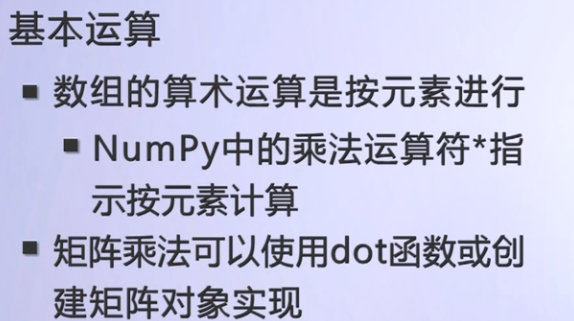 基本运算
■ 数组的算术运算是按元素进行
■ NumPy中的乘法运算符*指
示按元素计算
■ 矩阵乘法可以使用dot函数或创
建矩阵对象实现